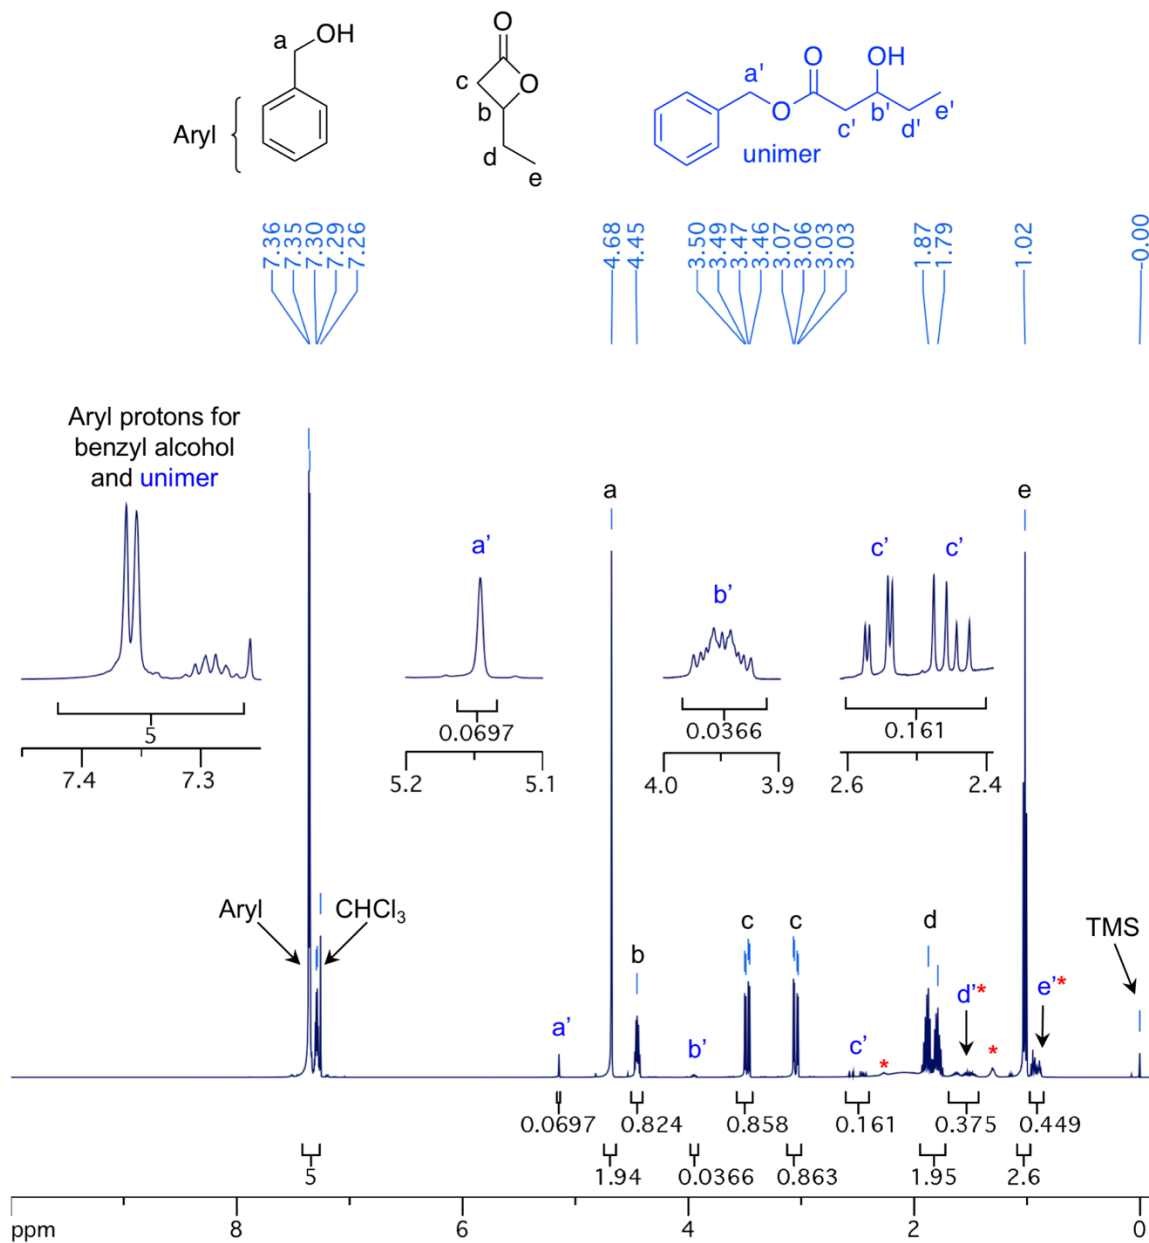 a
OH
Aryl
O
O
c
b
d
e
a'
O
O
OH
c'
b'
d'
e'
unimer
7.36
7.35
7.30
7.29
7.26
4.68
4.45
3.50
3.49
3.47
3.46
3.07
3.06
3.03
3.03
1.87
1.79
1.02
-0.00
Aryl protons for
benzyl alcohol
and unimer
5
7.4 7.3
a'
0.0697
5.2 5.1
b'
0.0366
4.0 3.9
c' c'
0.161
2.6 2.4
a
e
Aryl
CHCl3
a'
b
b'
c
c
c'
*
d
d'*
*
e'*
TMS
0.0697 0.824 0.858 0.161 0.375 0.449
5 1.94 0.0366 0.863 1.95 2.6
ppm 8 6 4 2 0